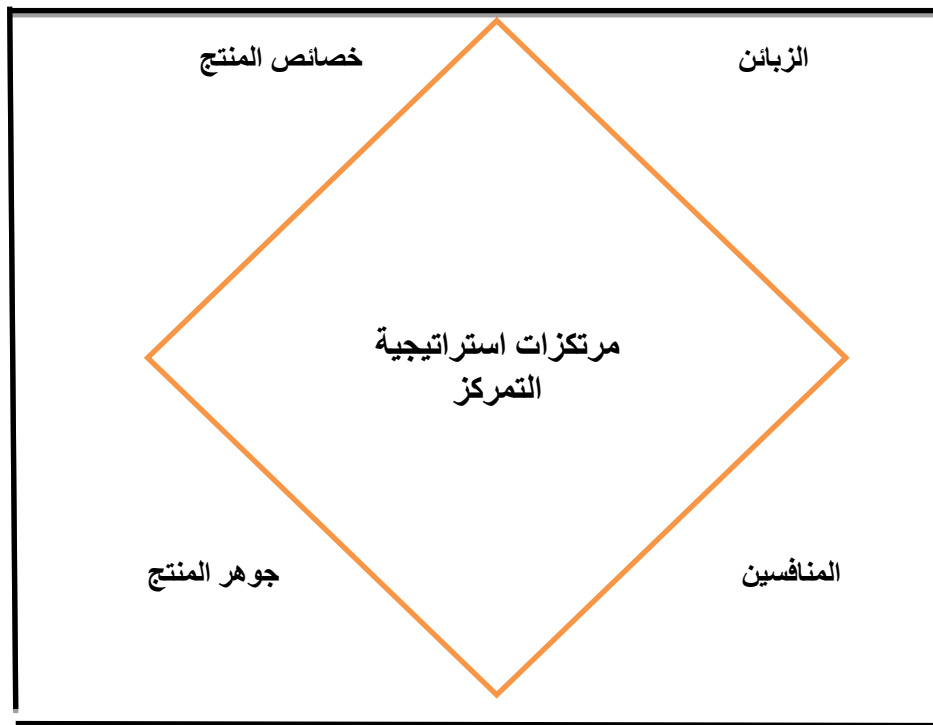 الزبائن
خصائص المنتج
مرتكزات استراتيجية
التمركز
المنافسين
جوهر المنتج